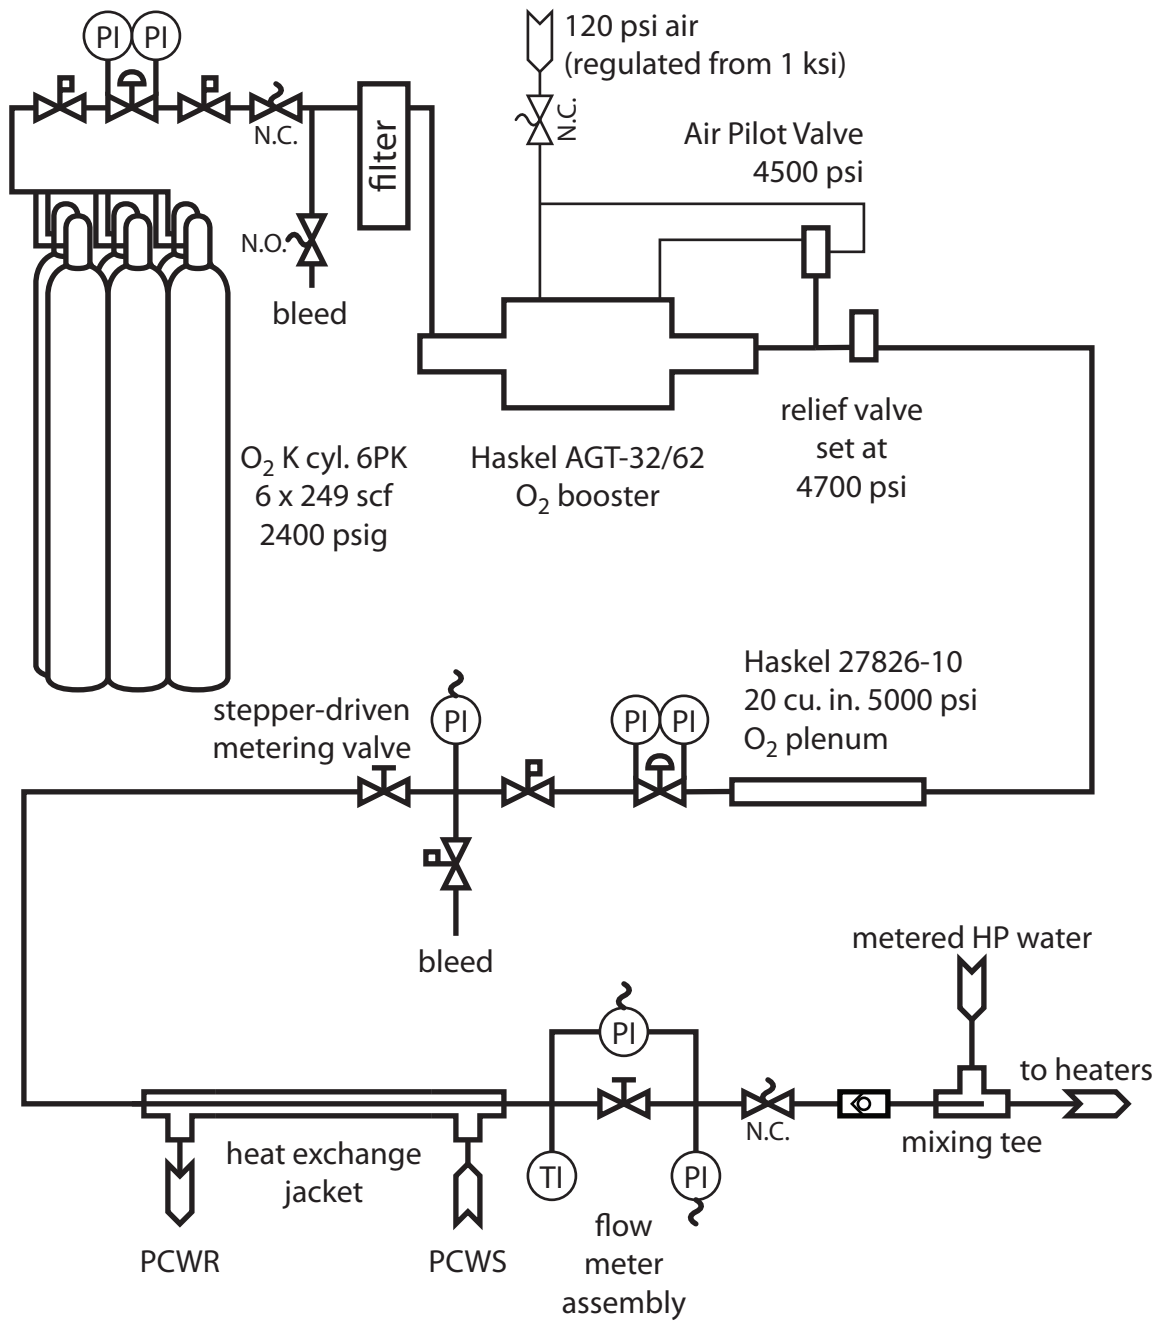 PI PI
120 psi air
(regulated from 1 ksi)
N.C.
N.C.
filter
Air Pilot Valve
4500 psi
N.O.
bleed
O2 K cyl. 6PK
6 x 249 scf
2400 psig
Haskel AGT-32/62
O2 booster
relief valve
set at
4700 psi
Haskel 27826-10
20 cu. in. 5000 psi
O2 plenum
stepper-driven
metering valve
PI
PI PI
bleed
metered HP water
PI
to heaters
N.C.
mixing tee
heat exchange
jacket
TI
PI
flow
meter
assembly
PCWR
PCWS